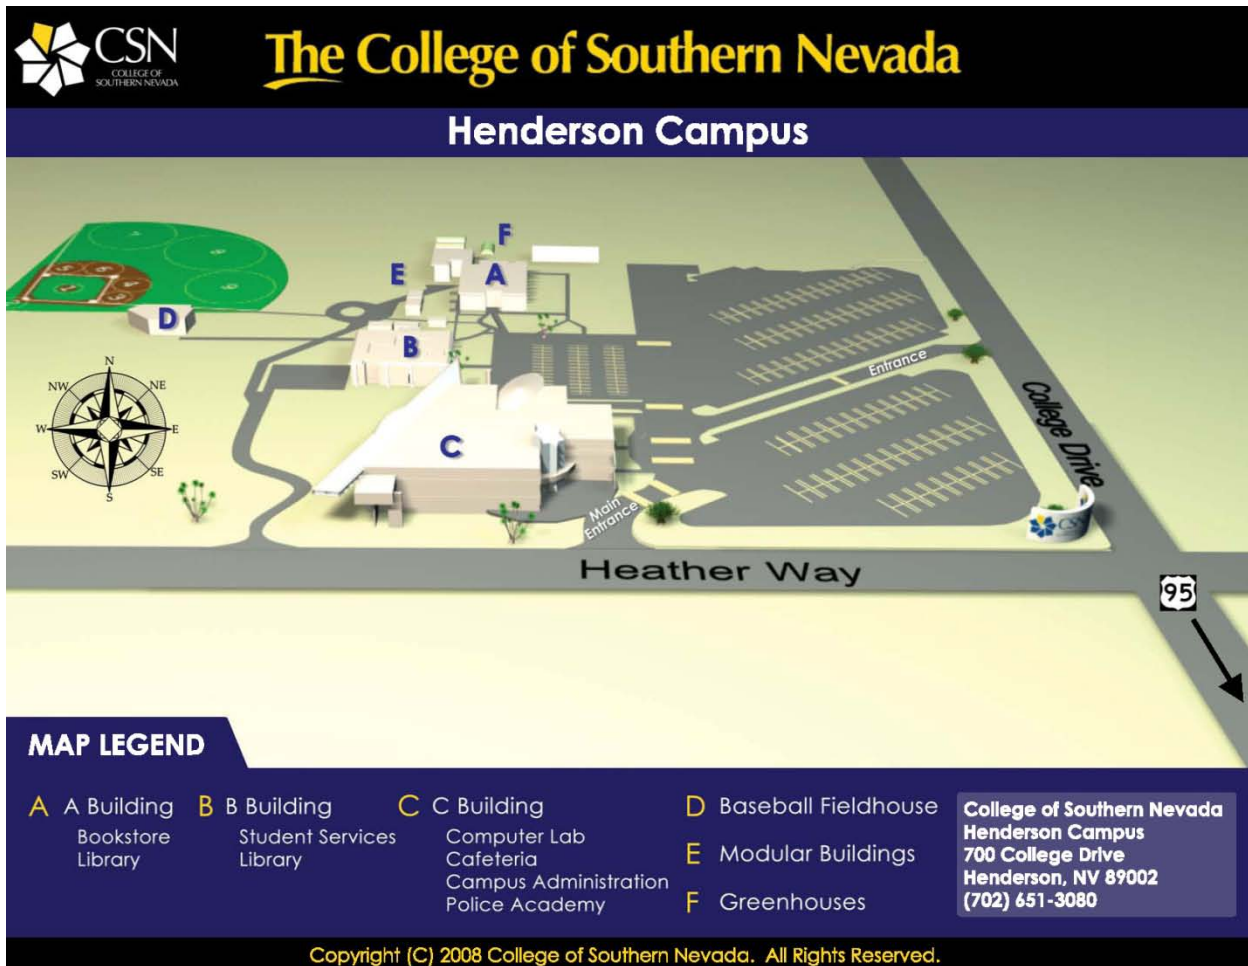 CSN
COLLEGE OF
SOUTHERN NEVADA
The College of Southern Nevada
Henderson Campus
F
E
A
D
B
C
N
NE
E
SE
S
SW
W
NW
Entrance
College Drive
Main
Entrance
CSN
Heather Way
95
MAP LEGEND
A A Building
Bookstore
Library
B B Building
Student Services
Library
C C Building
Computer Lab
Cafeteria
Campus Administration
Police Academy
D Baseball Fieldhouse
E Modular Buildings
F Greenhouses
College of Southern Nevada
Henderson Campus
700 College Drive
Henderson, NV 89002
(702) 651-3080
Copyright (C) 2008 College of Southern Nevada. All Rights Reserved.